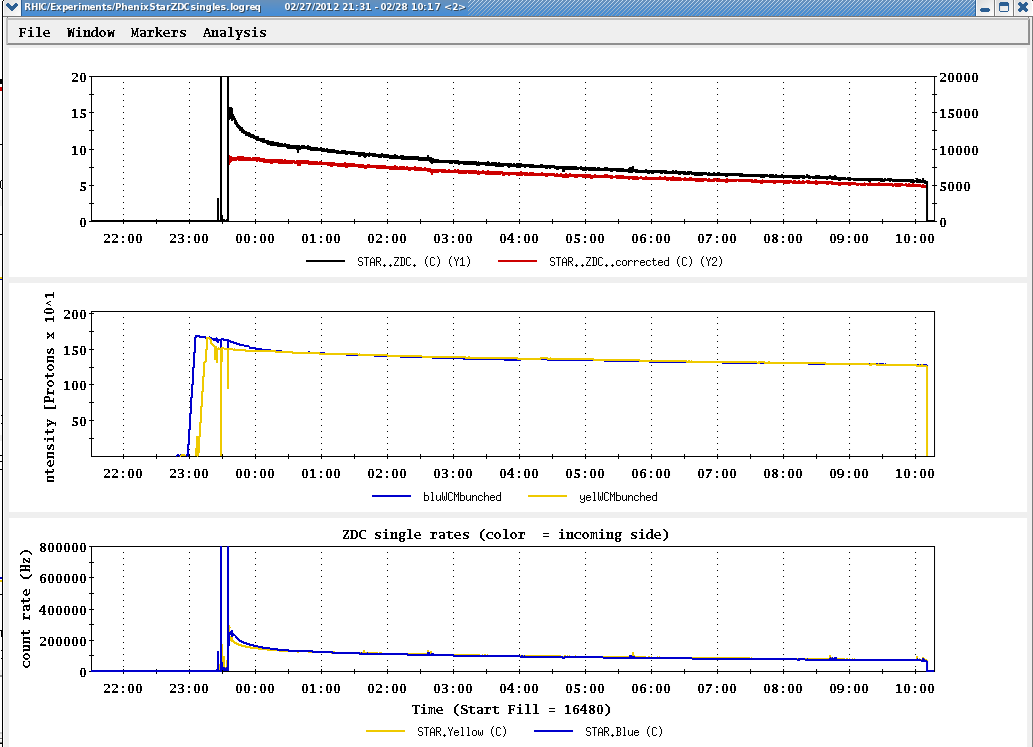 RHIC/Experiments/PhenixStarZDCsingles.logreq 02/27/2012 21:31 - 02/28 10:17 <2>
File Window Markers Analysis
20 20000
15 15000
10 10000
5 5000
0 0
22:00 23:00 00:00 01:00 02:00 03:00 04:00 05:00 06:00 07:00 08:00 09:00 10:00
STAR..ZDC. (C) (Y1) STAR..ZDC..corrected (C) (Y2)
ntensity [Protons x 10^1
200
150
100
50
22:00 23:00 00:00 01:00 02:00 03:00 04:00 05:00 06:00 07:00 08:00 09:00 10:00
bluWCMbunched yelWCMbunched
ZDC single rates (color = incoming side)
count rate (Hz)
800000
600000
400000
200000
0
22:00 23:00 00:00 01:00 02:00 03:00 04:00 05:00 06:00 07:00 08:00 09:00 10:00
Time (Start Fill = 16480)
STAR.Yellow (C) STAR.Blue (C)